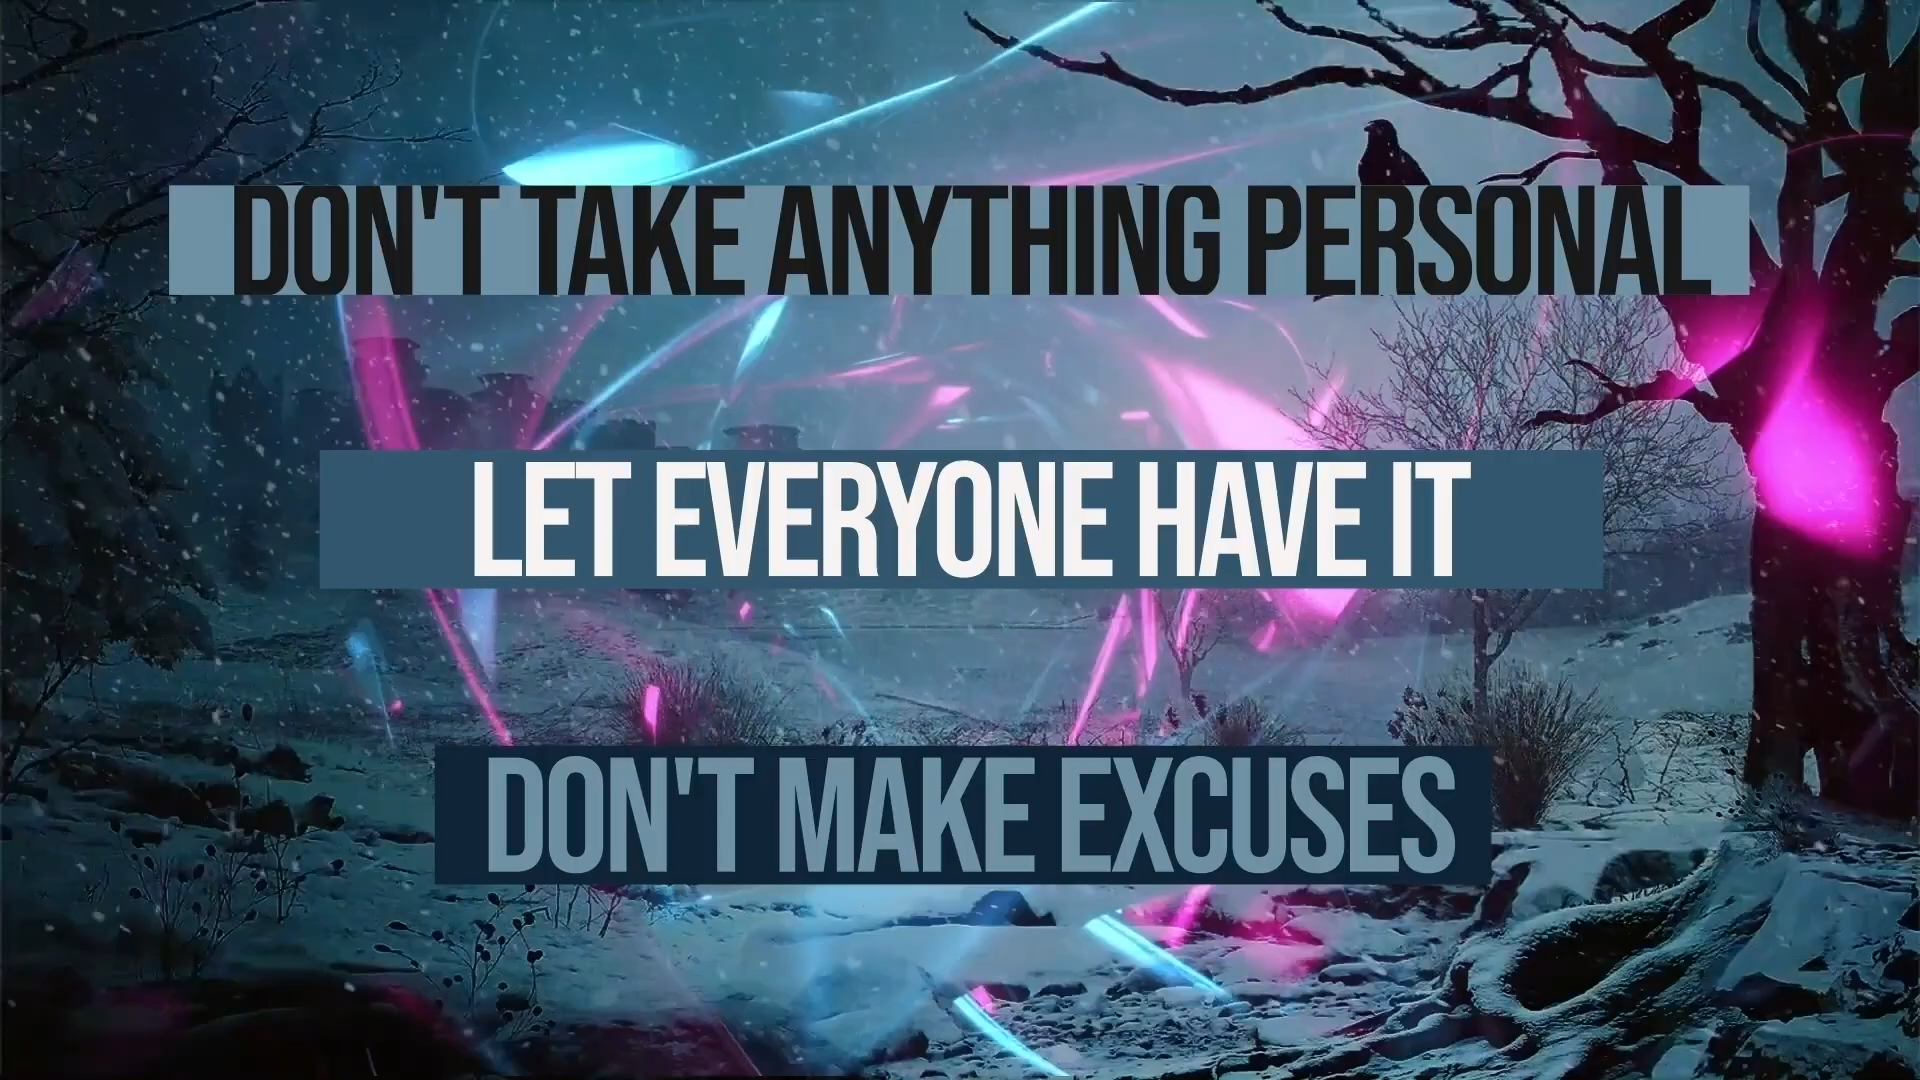 DON'T TAKE ANYTHING PERSONAL
LET EVERYONE HAVE IT
DON'T MAKE EXCUSES